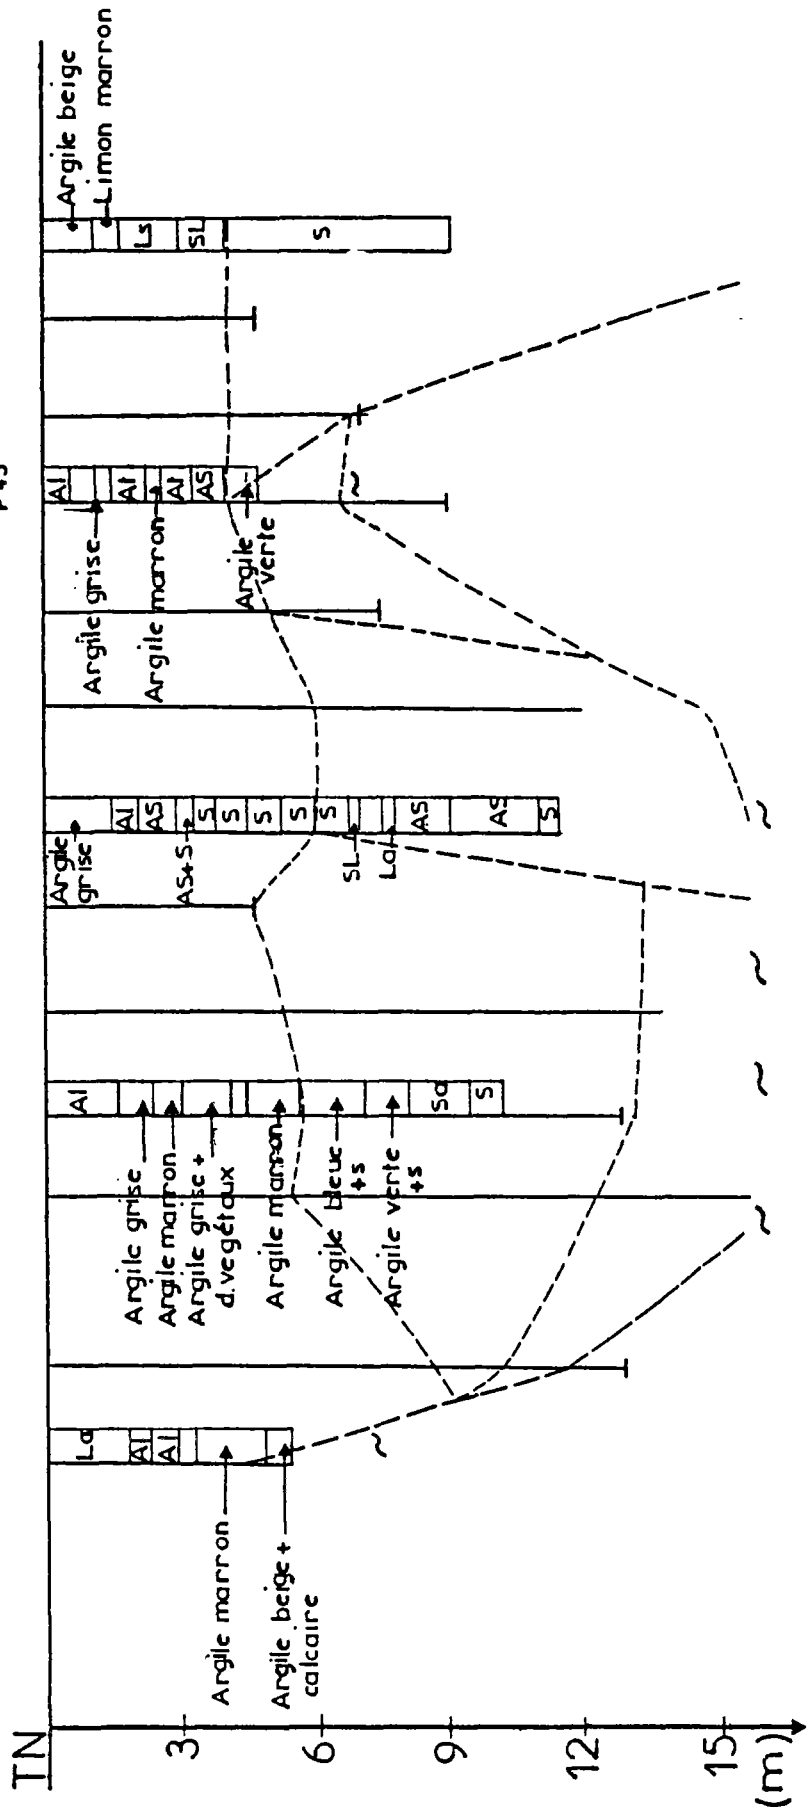 TN
3
6
9
12
15
(m)
La
Al
Al
Argile marron
Argile beige +
calcaire
Al
Argile grise
Argile marron
Argile grise +
d.vegétaux
Argile marron
Argile bleue
+s
Argile verte
+s
Sa
S
Argile
grise
Al
AS
AS+S
S
S
S
S
S
SL
La
AS
AS
S
Al
Argile grise
Al
Argile marron
Al
AS
Argile
verte
Argile beige
Limon marron
Ls
SL
S